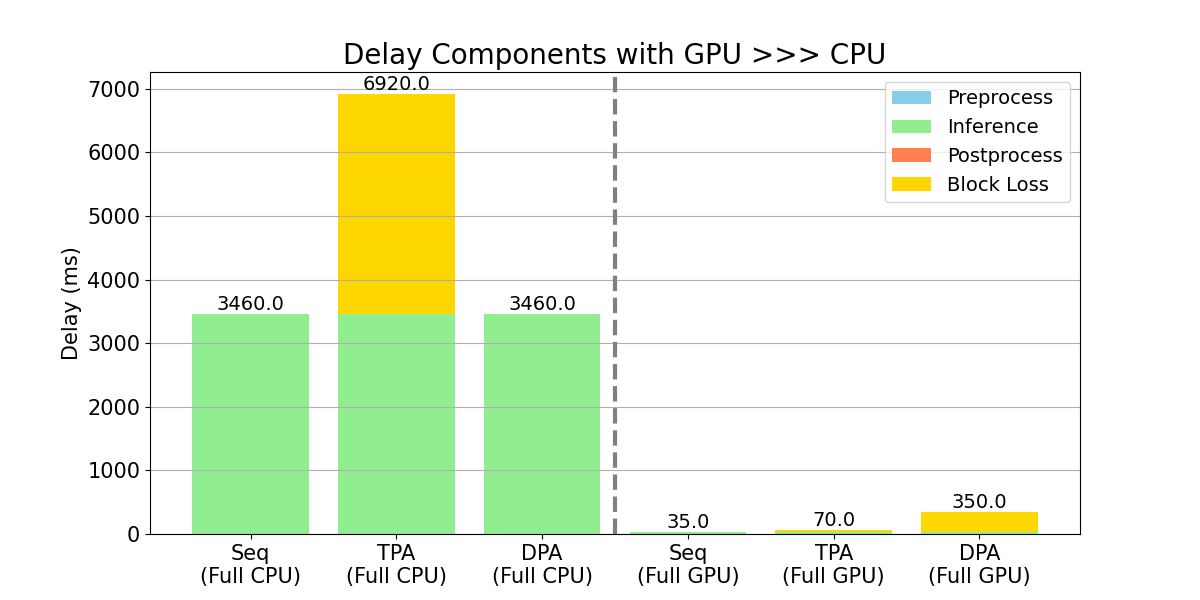 Delay Components with GPU >>> CPU
7000
6000
5000
4000
3000
2000
1000
0
Delay (ms)
3460.0
6920.0
3460.0
35.0
70.0
350.0
Preprocess
Inference
Postprocess
Block Loss
Seq
(Full CPU)
TPA
(Full CPU)
DPA
(Full CPU)
Seq
(Full GPU)
TPA
(Full GPU)
DPA
(Full GPU)